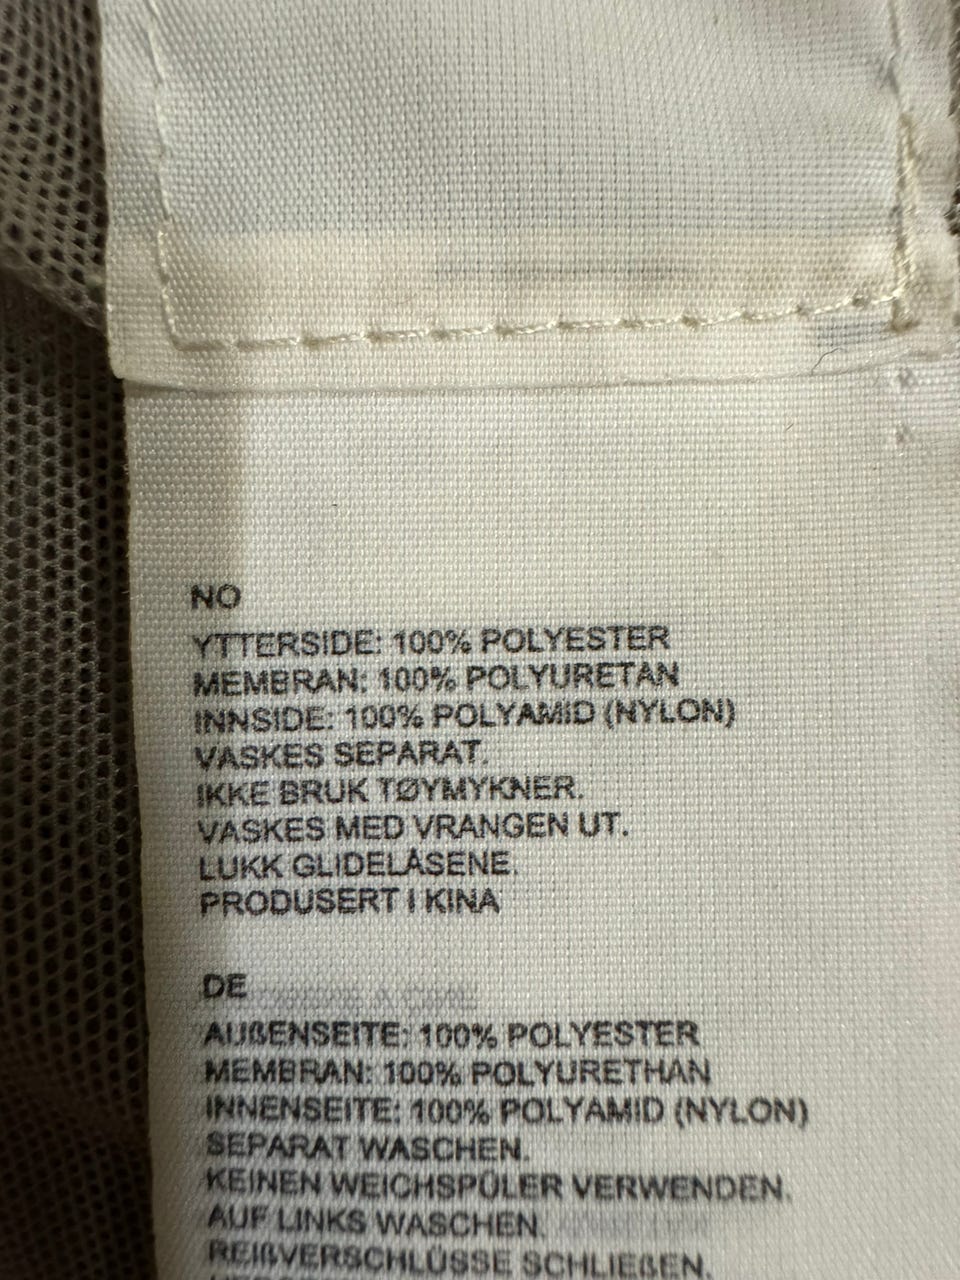 NO
YTTERSIDE: 100% POLYESTER
MEMBRAN: 100% POLYURETAN
INNSIDE: 100% POLYAMID (NYLON)
VASKES SEPARAT.
IKKE BRUK TØYMYKNER.
VASKES MED VRANGEN UT.
LUKK GLIDELÅSENE.
PRODUSERT I KINA
DE
AUßENSEITE: 100% POLYESTER
MEMBRAN: 100% POLYURETHAN
INNENSEITE: 100% POLYAMID (NYLON)
SEPARAT WASCHEN.
KEINEN WEICHSPÜLER VERWENDEN.
AUF LINKS WASCHEN.
REIßVERSCHLÜSSE SCHLIEßEN.